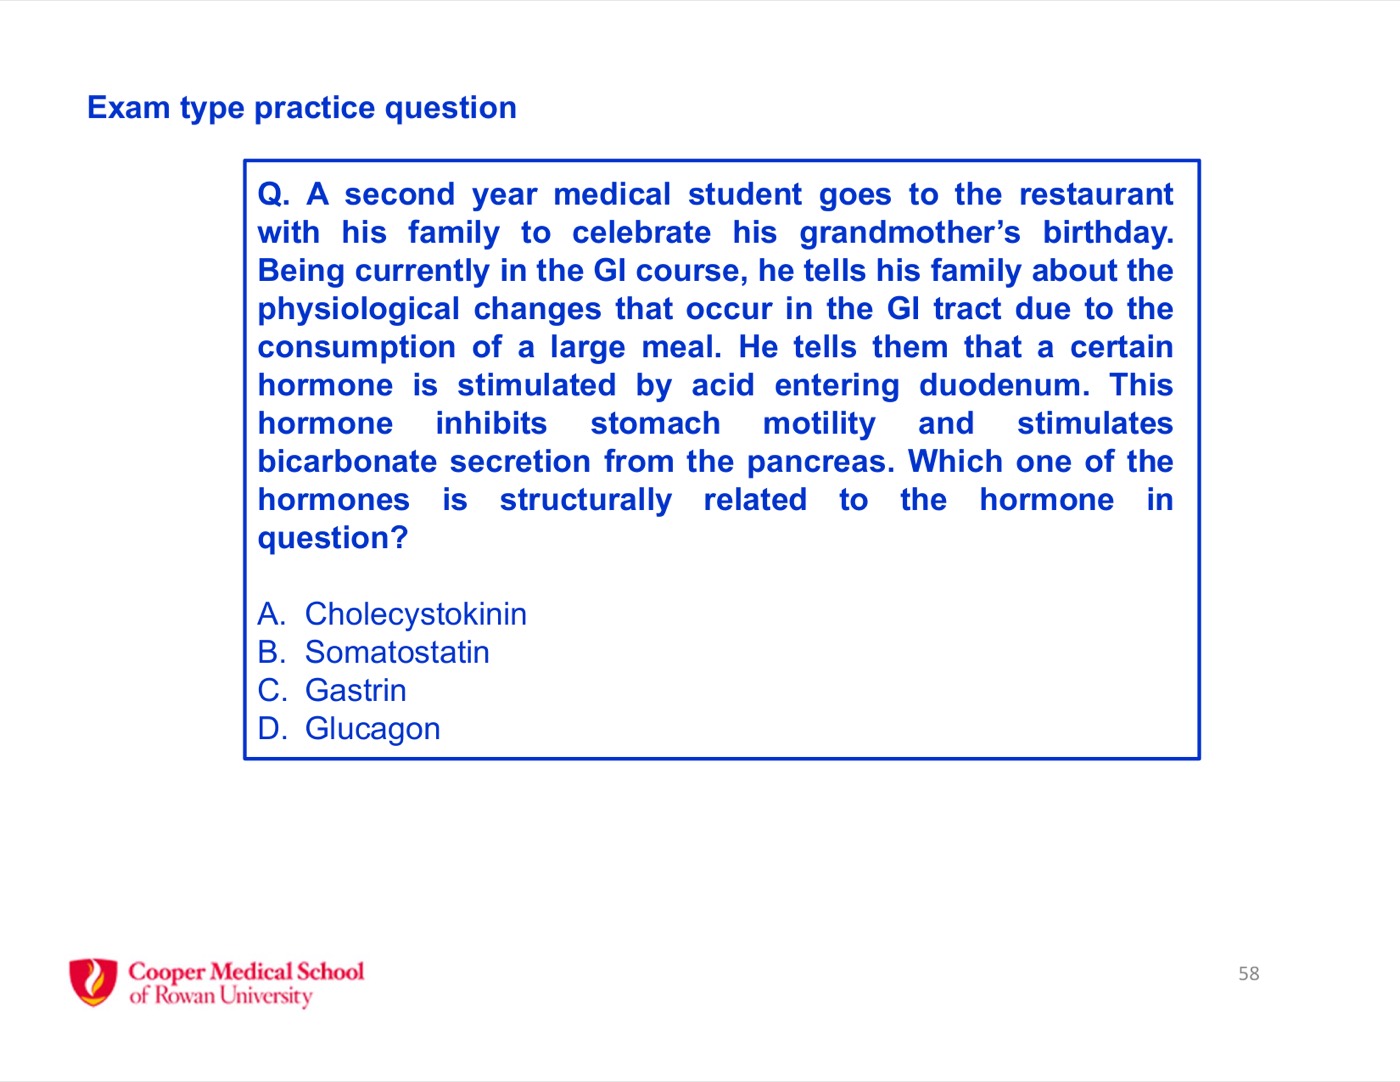 Exam type practice question
Q. A second year medical student goes to the restaurant
with his family to celebrate his grandmother’s birthday.
Being currently in the GI course, he tells his family about the
physiological changes that occur in the GI tract due to the
consumption of a large meal. He tells them that a certain
hormone is stimulated by acid entering duodenum. This
hormone inhibits stomach motility and stimulates
bicarbonate secretion from the pancreas. Which one of the
hormones is structurally related to the hormone in
question?
A. Cholecystokinin
B. Somatostatin
C. Gastrin
D. Glucagon
Cooper Medical School
of Rowan University
58